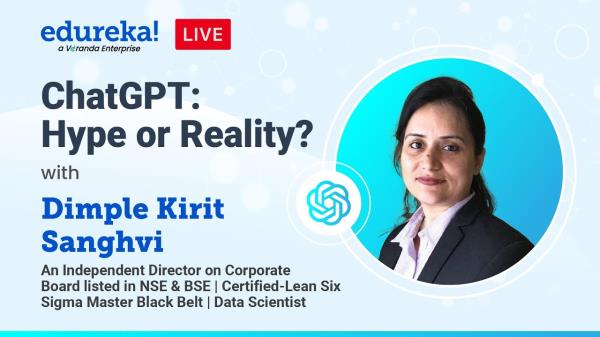 edureka!
a Veranda Enterprise
LIVE
ChatGPT:
Hype or Reality?
with
Dimple Kirit
Sanghvi
An Independent Director on Corporate
Board listed in NSE & BSE | Certified-Lean Six
Sigma Master Black Belt | Data Scientist